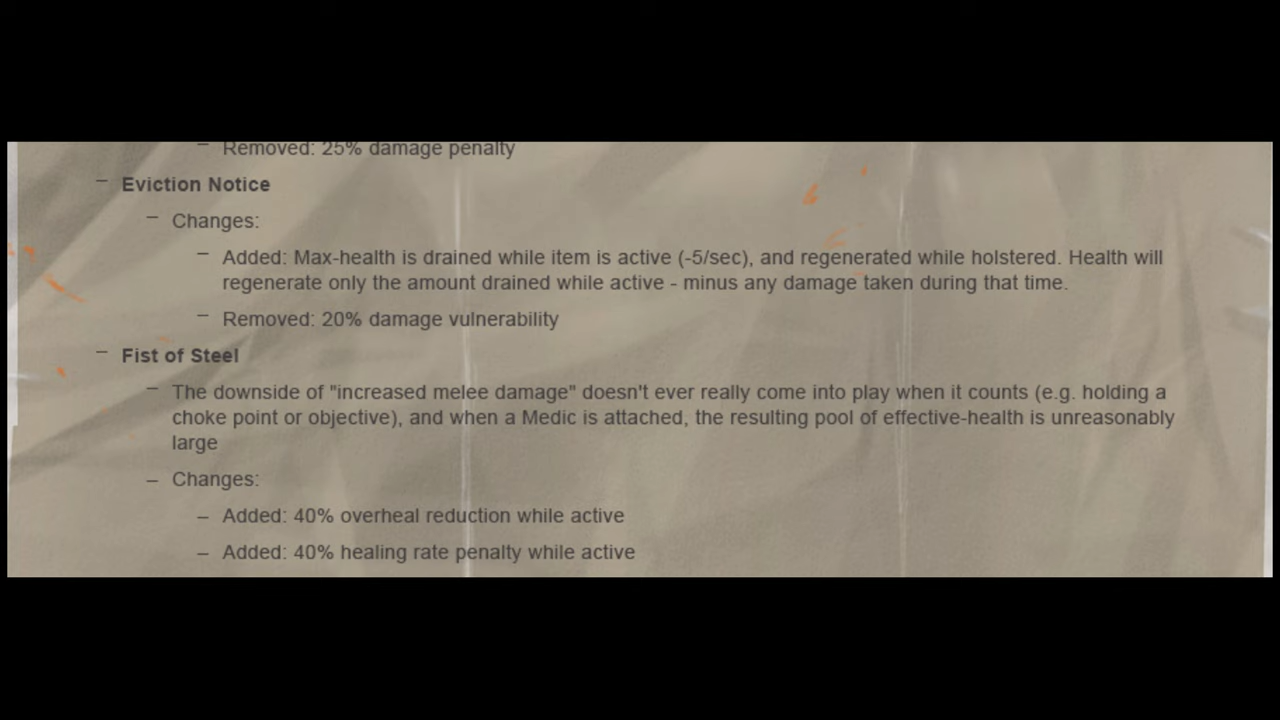 – Removed: 25% damage penalty
– Eviction Notice
– Changes:
– Added: Max-health is drained while item is active (-5/sec), and regenerated while holstered. Health will
regenerate only the amount drained while active - minus any damage taken during that time.
– Removed: 20% damage vulnerability
– Fist of Steel
– The downside of "increased melee damage" doesn't ever really come into play when it counts (e.g. holding a
choke point or objective), and when a Medic is attached, the resulting pool of effective-health is unreasonably
large
– Changes:
– Added: 40% overheal reduction while active
– Added: 40% healing rate penalty while active